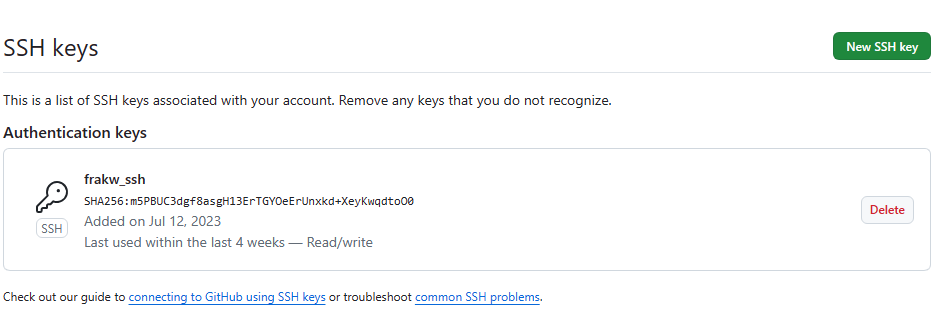 SSH keys
New SSH key
This is a list of SSH keys associated with your account. Remove any keys that you do not recognize.
Authentication keys
frakw_ssh
SHA256:m5PBUC3dgf8asgH13ErTGYOeErUnxkd+XeyKwqdtoO0
Added on Jul 12, 2023
Last used within the last 4 weeks — Read/write
SSH
Delete
Check out our guide to connecting to GitHub using SSH keys or troubleshoot common SSH problems.